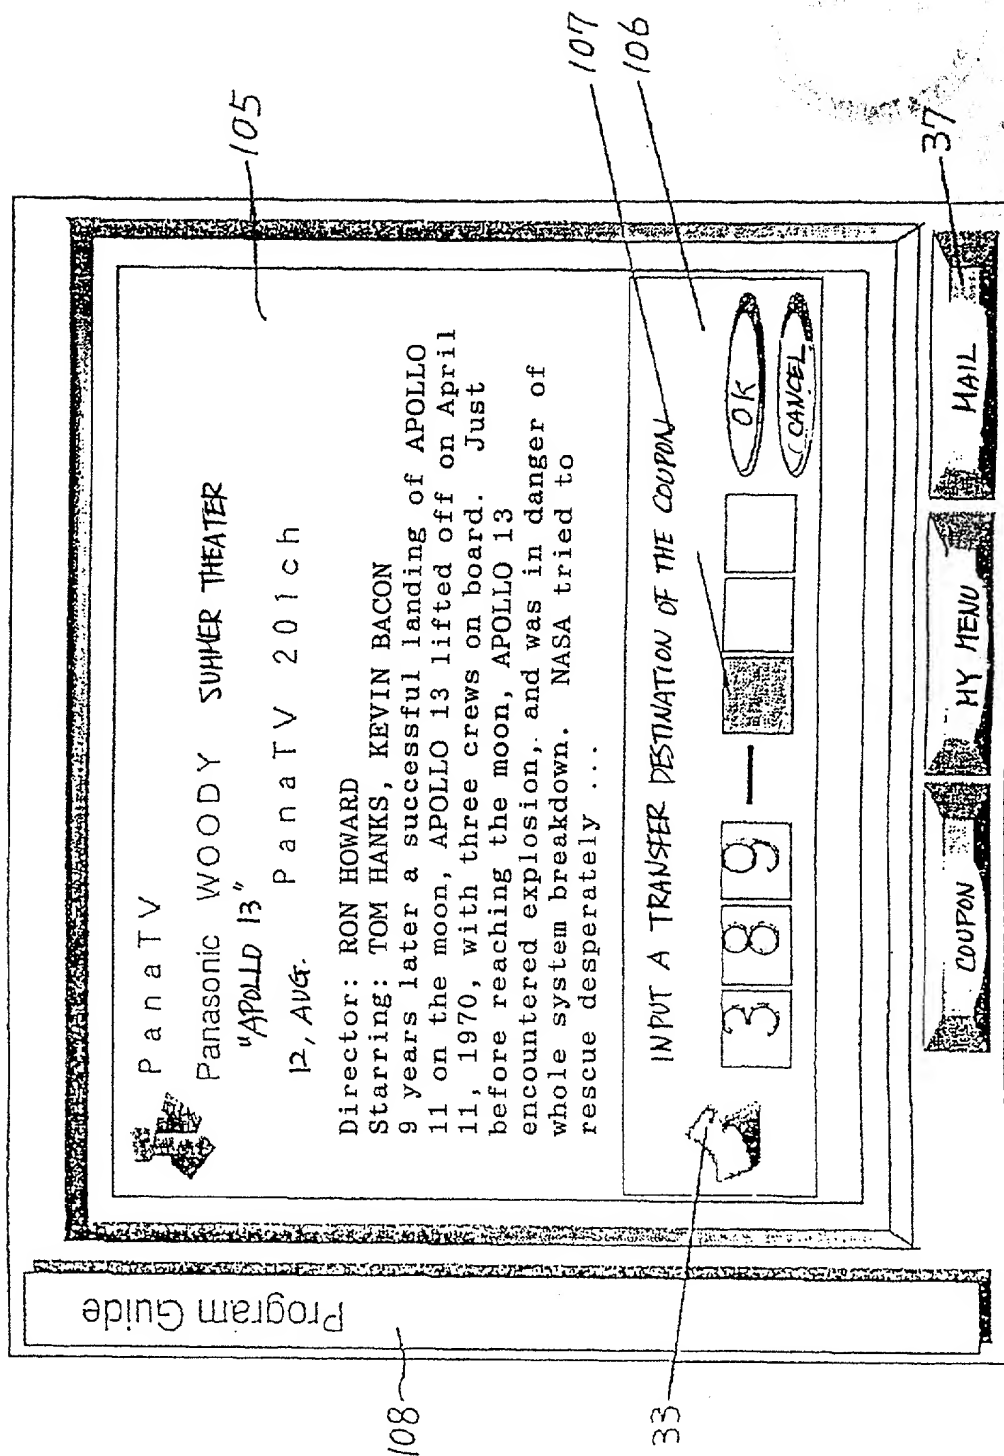 Program Guide
PanaTV
Panasonic WOODY SUMMER THEATER
"APOLLO 13"
12, AUG. PanaTV 201ch
Director: RON HOWARD
Starring: TOM HANKS, KEVIN BACON
9 years later a successful landing of APOLLO
11 on the moon, APOLLO 13 lifted off on April
11, 1970, with three crews on board. Just
before reaching the moon, APOLLO 13
encountered explosion, and was in danger of
whole system breakdown. NASA tried to
rescue desperately ...
INPUT A TRANSFER DESTINATION OF THE COUPON
3 8 9 —
OK
CANCEL
COUPON
MY MENU
MAIL
108
33
105
107
106
37